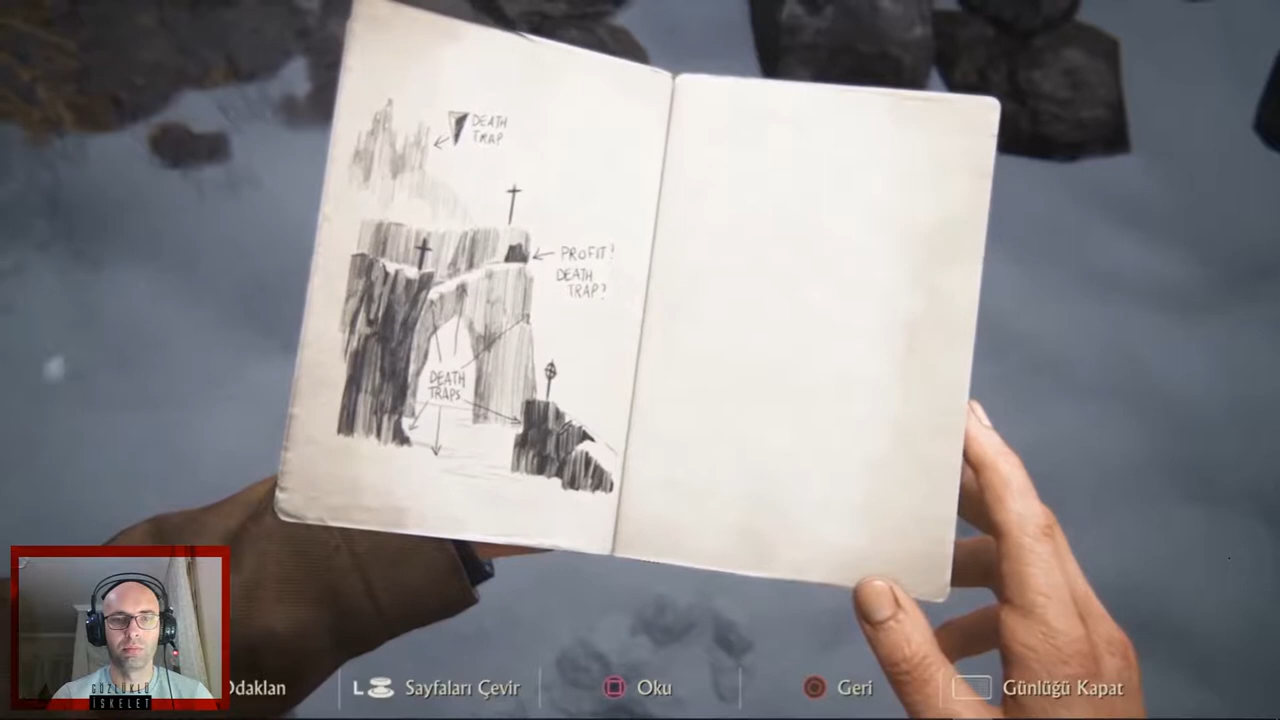 DEATH
TRAP
PROFIT?
DEATH
TRAP?
DEATH
TRAPS
GÖZLÜKLÜ
İSKELET
Odaklan
L Sayfaları Çevir
Oku
Geri
Günlüğü Kapat